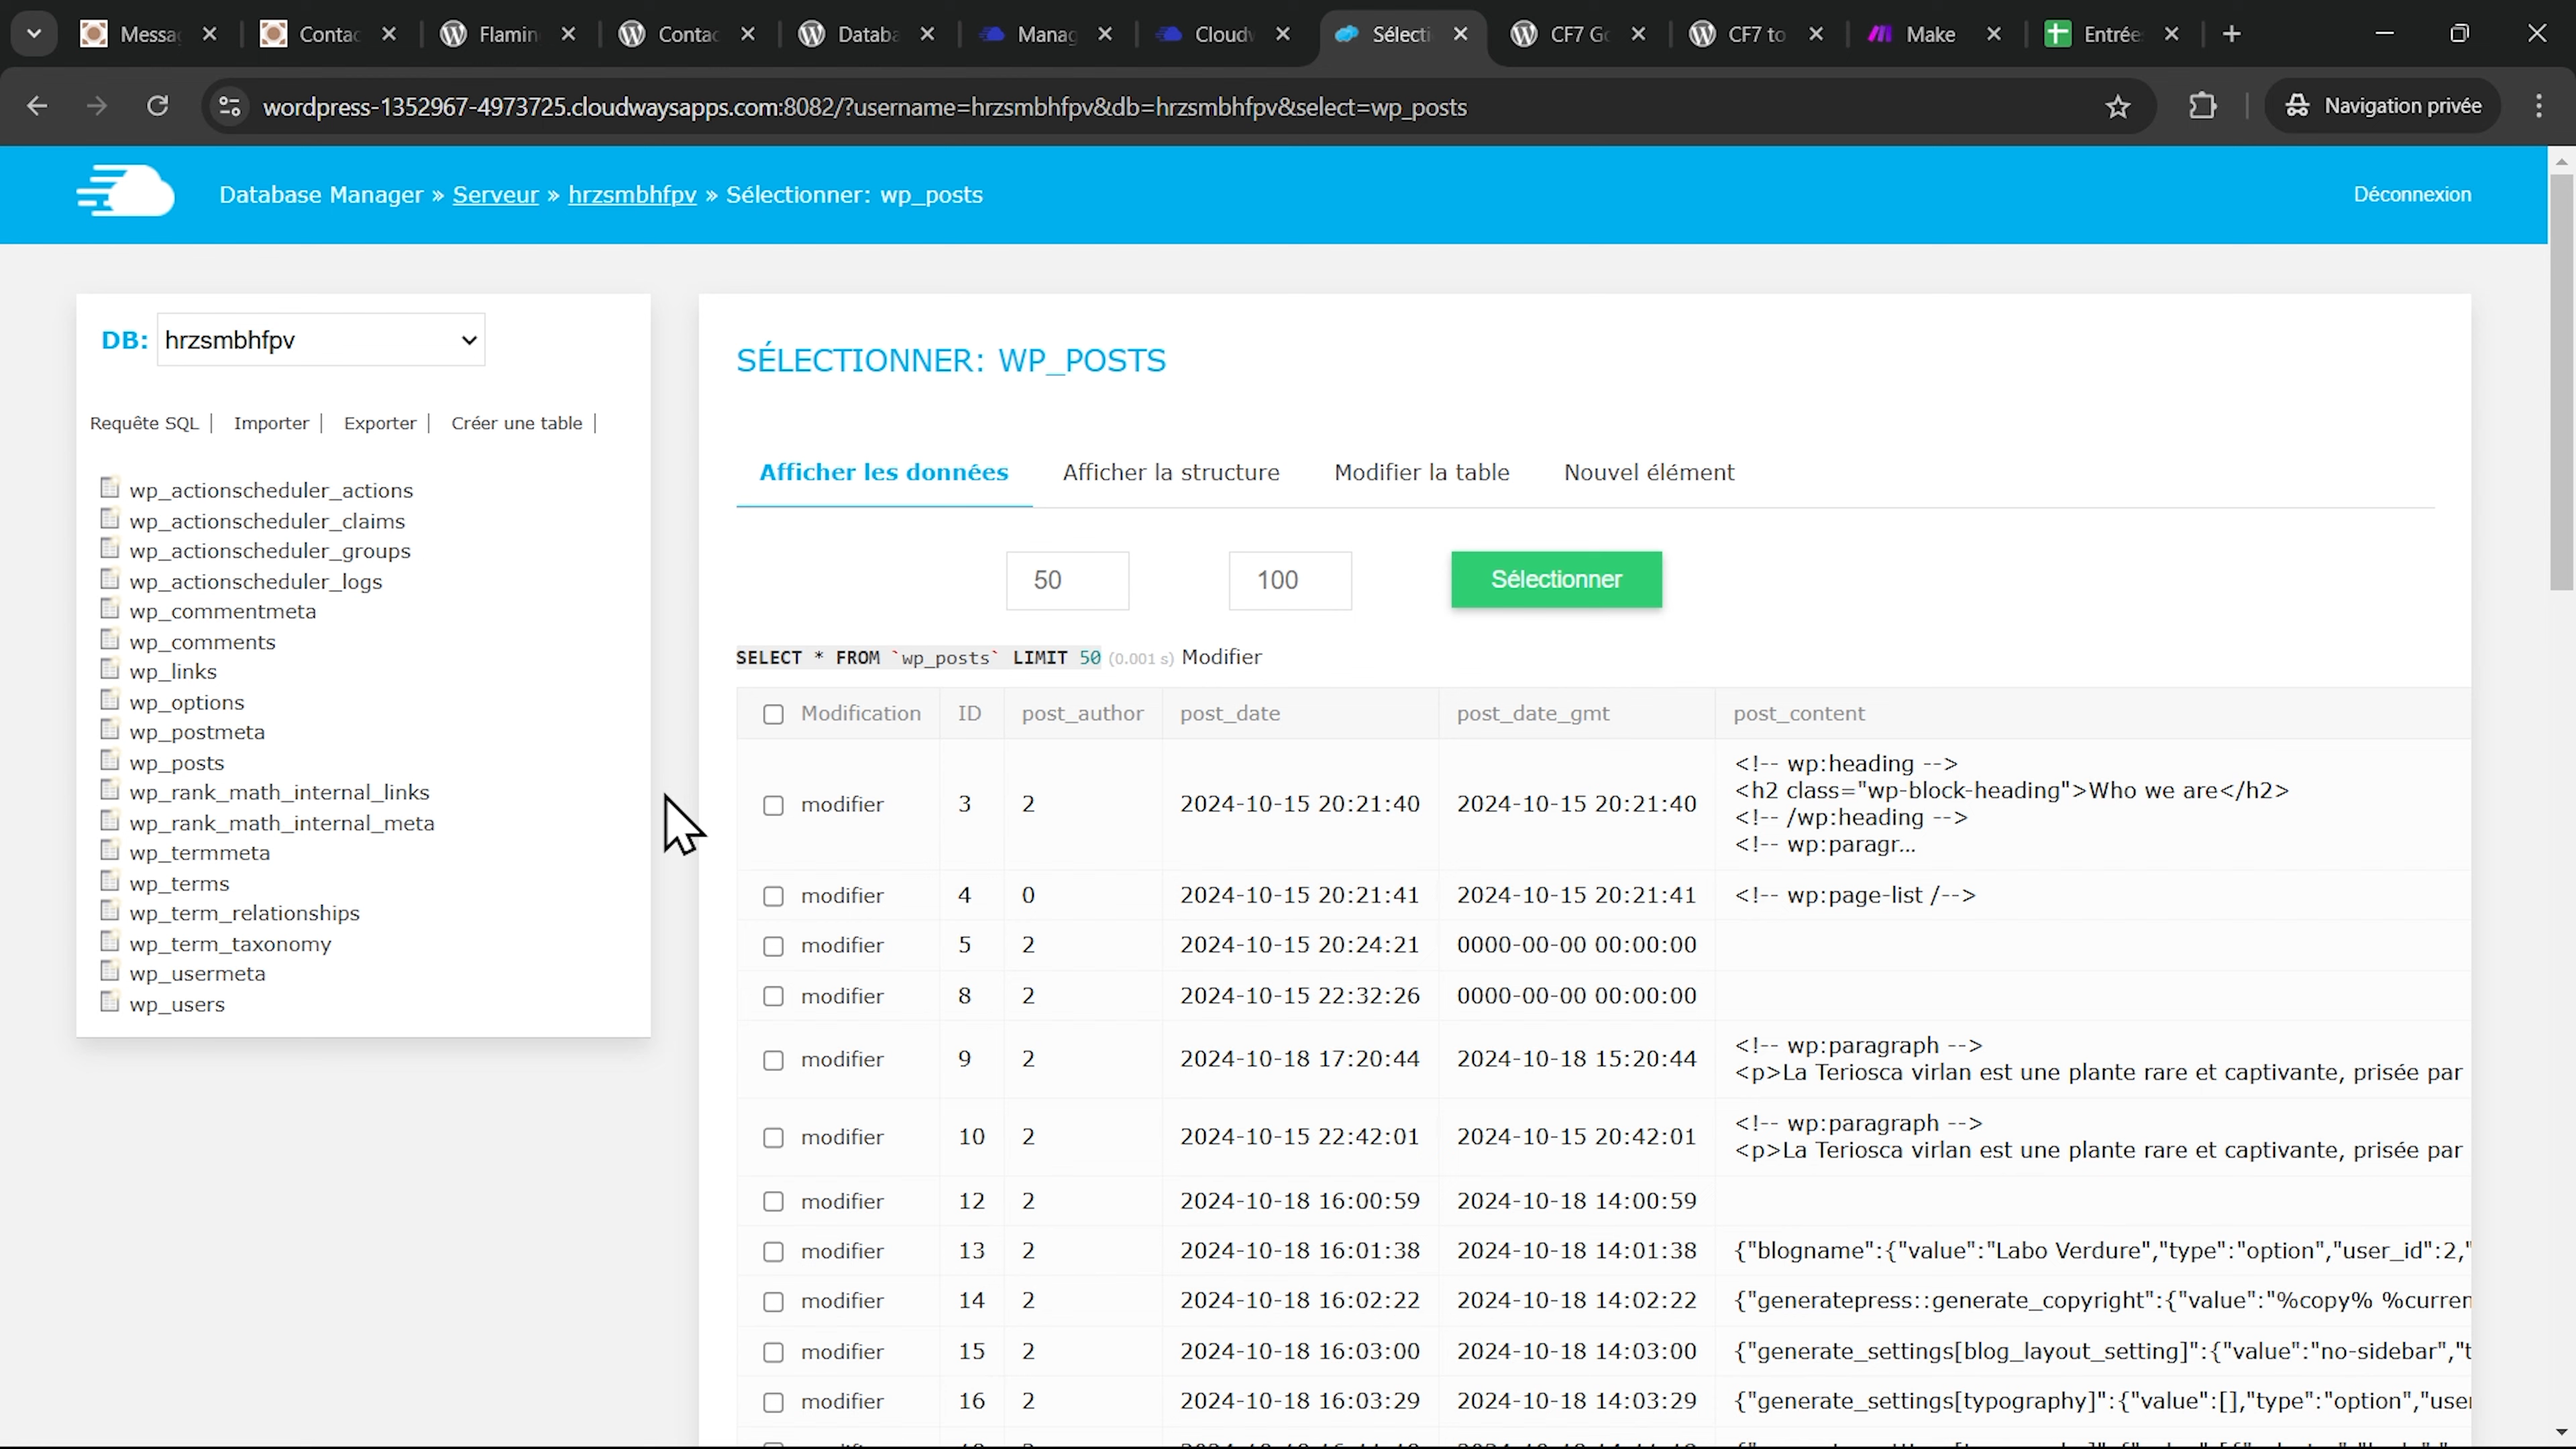 Messa
Contac
Flamin
Contac
Databa
Manag
Cloudw
Sélecti
CF7 Go
CF7 to
Make
Entrée
wordpress-1352967-4973725.cloudwaysapps.com:8082/?username=hrzsmbhfpv&db=hrzsmbhfpv&select=wp_posts
Navigation privée
Database Manager » Serveur » hrzsmbhfpv » Sélectionner: wp_posts
Déconnexion
DB: hrzsmbhfpv
Requête SQL | Importer | Exporter | Créer une table |
wp_actionscheduler_actions
wp_actionscheduler_claims
wp_actionscheduler_groups
wp_actionscheduler_logs
wp_commentmeta
wp_comments
wp_links
wp_options
wp_postmeta
wp_posts
wp_rank_math_internal_links
wp_rank_math_internal_meta
wp_termmeta
wp_terms
wp_term_relationships
wp_term_taxonomy
wp_usermeta
wp_users
SÉLECTIONNER: WP_POSTS
Afficher les données Afficher la structure Modifier la table Nouvel élément
50 100 Sélectionner
SELECT * FROM `wp_posts` LIMIT 50 (0.001 s) Modifier
Modification ID post_author post_date post_date_gmt post_content
modifier 3 2 2024-10-15 20:21:40 2024-10-15 20:21:40 <!-- wp:heading -->
<h2 class="wp-block-heading">Who we are</h2>
<!-- /wp:heading -->
<!-- wp:paragr...
modifier 4 0 2024-10-15 20:21:41 2024-10-15 20:21:41 <!-- wp:page-list /-->
modifier 5 2 2024-10-15 20:24:21 0000-00-00 00:00:00
modifier 8 2 2024-10-15 22:32:26 0000-00-00 00:00:00
modifier 9 2 2024-10-18 17:20:44 2024-10-18 15:20:44 <!-- wp:paragraph -->
<p>La Teriosca virlan est une plante rare et captivante, prisée par
modifier 10 2 2024-10-15 22:42:01 2024-10-15 20:42:01 <!-- wp:paragraph -->
<p>La Teriosca virlan est une plante rare et captivante, prisée par
modifier 12 2 2024-10-18 16:00:59 2024-10-18 14:00:59
modifier 13 2 2024-10-18 16:01:38 2024-10-18 14:01:38 {"blogname":{"value":"Labo Verdure","type":"option","user_id":2,"
modifier 14 2 2024-10-18 16:02:22 2024-10-18 14:02:22 {"generatepress::generate_copyright":{"value":"%copy% %curren
modifier 15 2 2024-10-18 16:03:00 2024-10-18 14:03:00 {"generate_settings[blog_layout_setting]":{"value":"no-sidebar","t
modifier 16 2 2024-10-18 16:03:29 2024-10-18 14:03:29 {"generate_settings[typography]":{"value":[],"type":"option","user